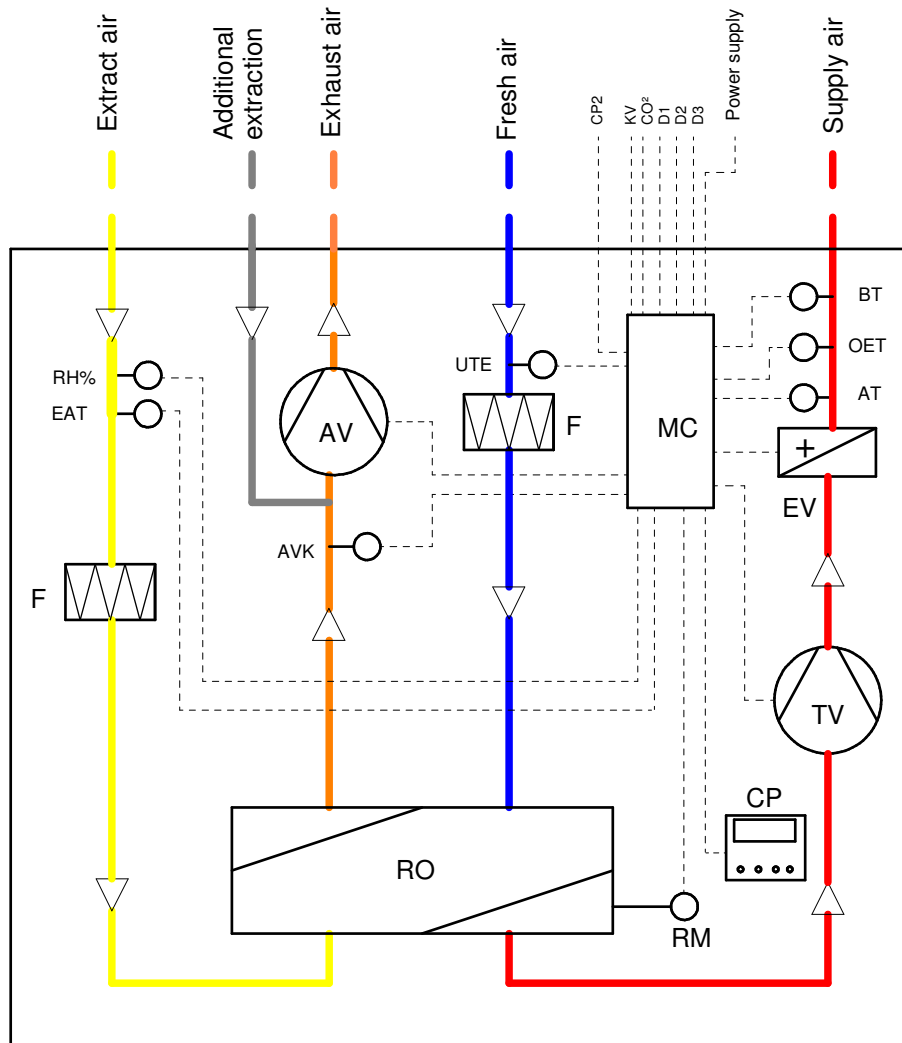 Extract air
Additional
extraction
Exhaust air
Fresh air
CP2
KV
CO²
D1
D2
D3
Power supply
Supply air
BT
OET
AT
RH%
EAT
UTE
AV
F
MC
+
EV
AVK
F
TV
CP
RO
RM